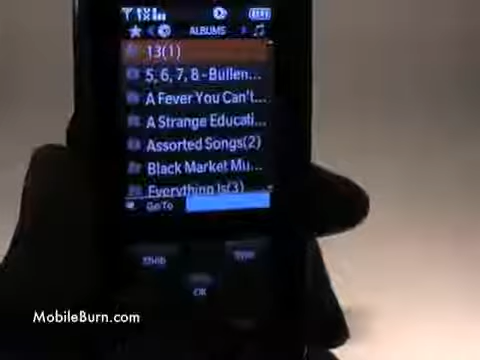 1X
ALBUMS
13(1)
5, 6, 7, 8 - Bullen...
A Fever You Can't...
A Strange Educati...
Assorted Songs(2)
Black Market Mu...
Everything Is(3)
Go To
OK
MobileBurn.com